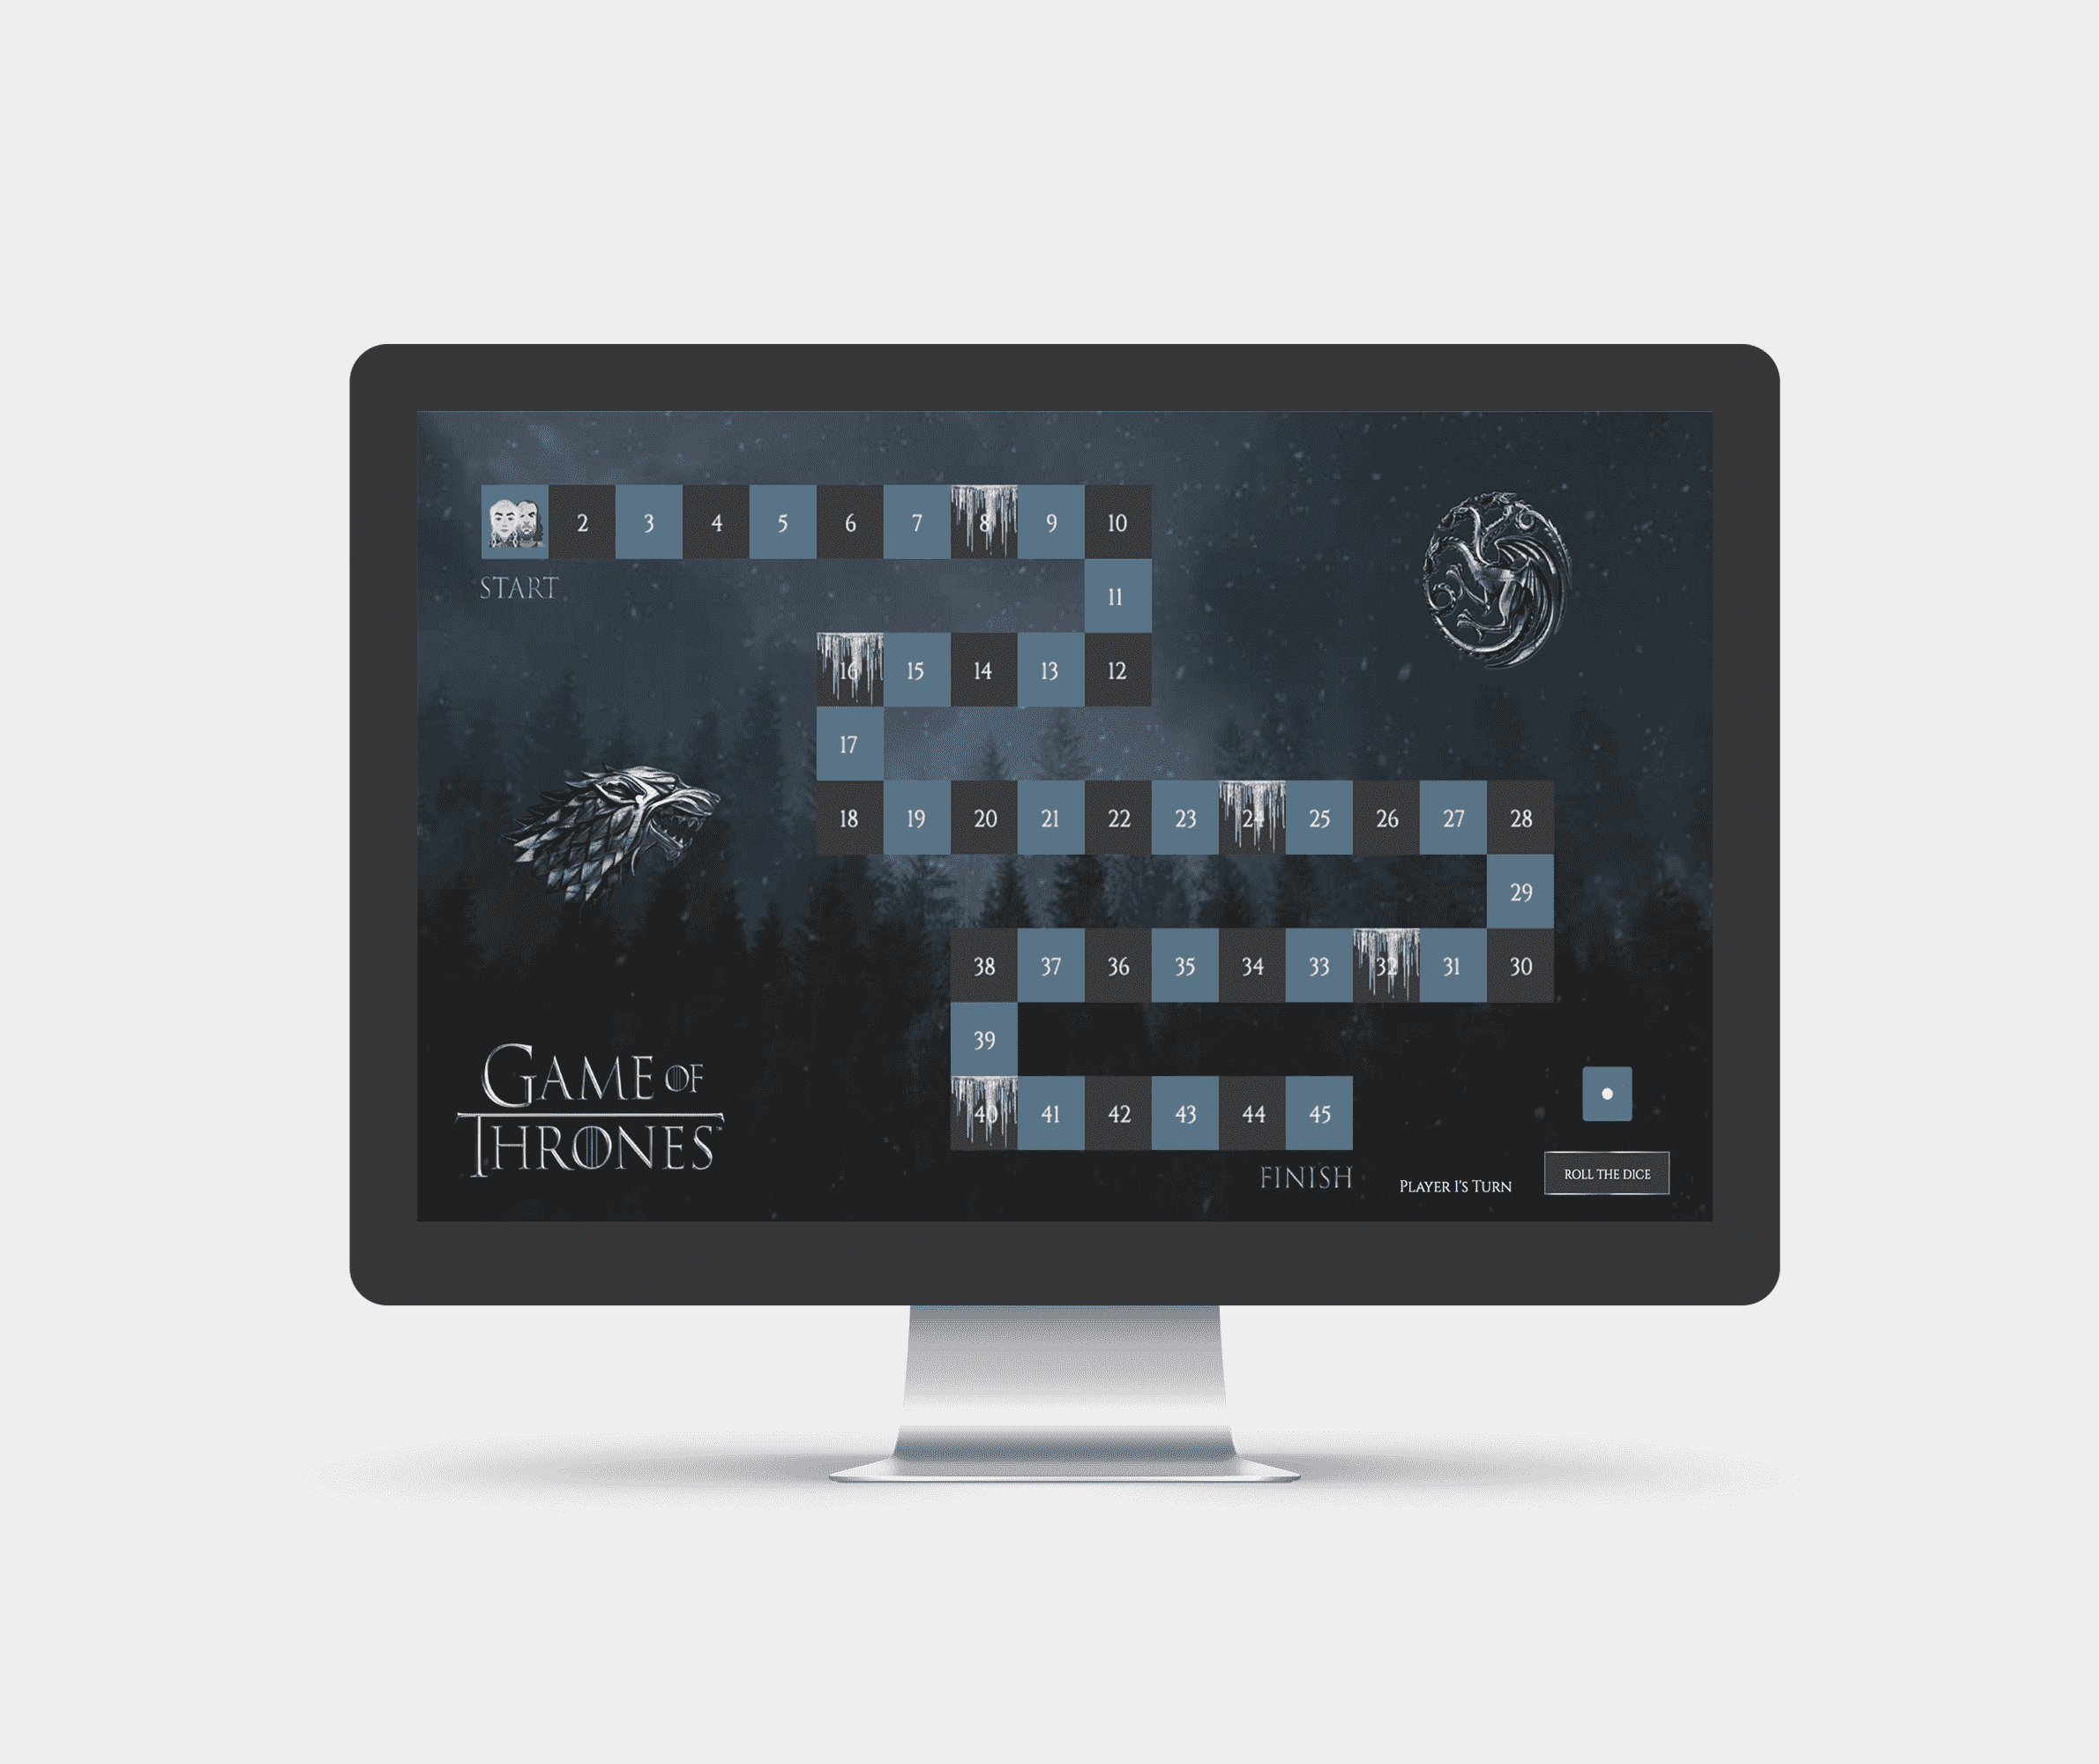 2 3 4 5 6 7 8 9 10
START
11
16 15 14 13 12
17
18 19 20 21 22 23 24 25 26 27 28
29
38 37 36 35 34 33 32 31 30
39
40 41 42 43 44 45
GAME OF
THRONES™
FINISH
PLAYER 1'S TURN
ROLL THE DICE